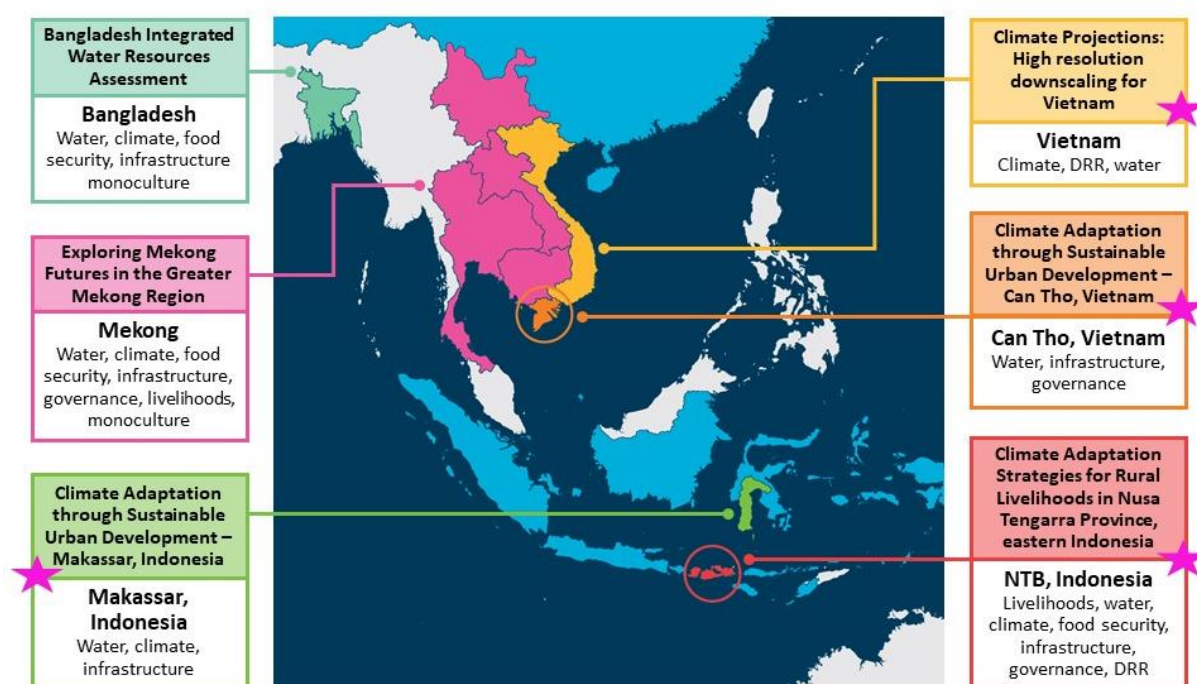 Bangladesh Integrated
Water Resources
Assessment
Bangladesh
Water, climate, food
security, infrastructure
monoculture
Exploring Mekong
Futures in the Greater
Mekong Region
Mekong
Water, climate, food
security, infrastructure,
governance, livelihoods,
monoculture
Climate Adaptation
through Sustainable
Urban Development –
Makassar, Indonesia
Makassar,
Indonesia
Water, climate,
infrastructure
Climate Projections:
High resolution
downscaling for
Vietnam
Vietnam
Climate, DRR, water
Climate Adaptation
through Sustainable
Urban Development –
Can Tho, Vietnam
Can Tho, Vietnam
Water, infrastructure,
governance
Climate Adaptation
Strategies for Rural
Livelihoods in Nusa
Tengarra Province,
eastern Indonesia
NTB, Indonesia
Livelihoods, water,
climate, food security,
infrastructure,
governance, DRR